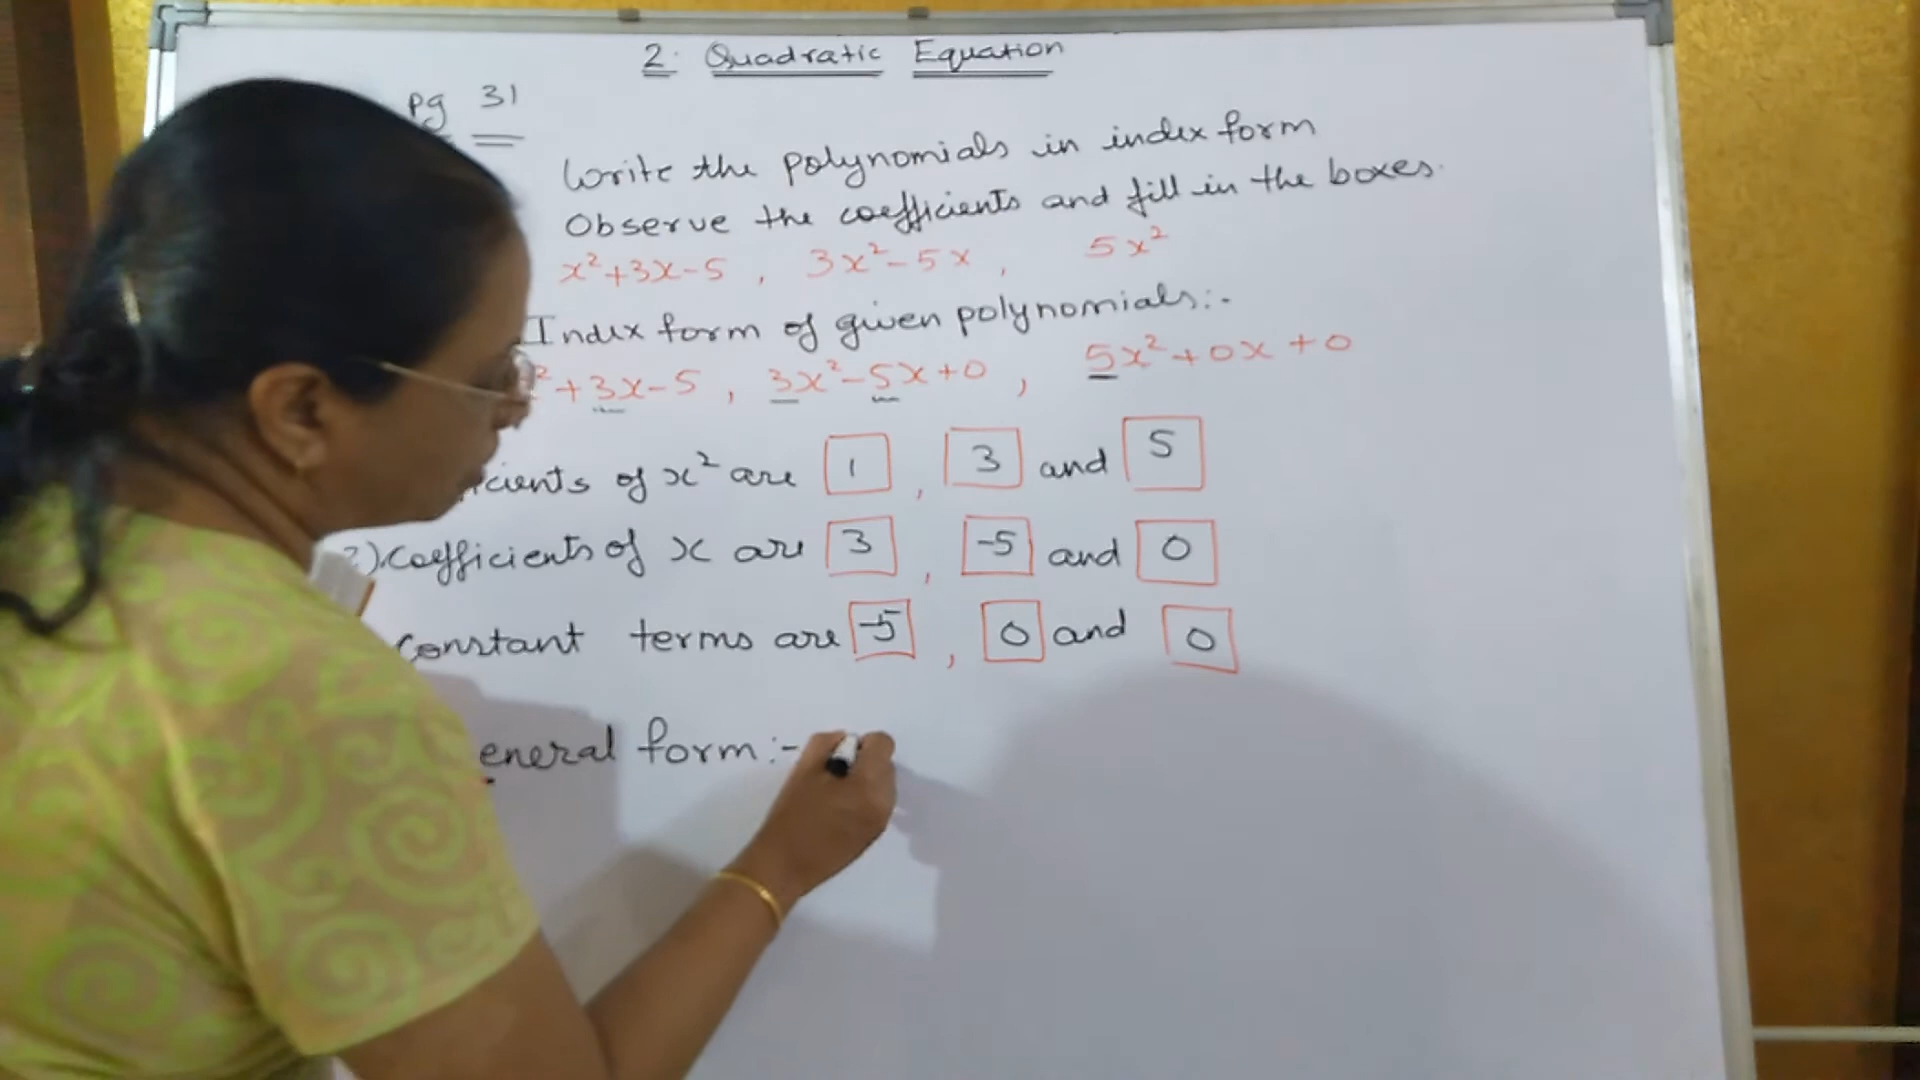 2. Quadratic Equation
Pg 31
Write the polynomials in index form
Observe the coefficients and fill in the boxes.
x²+3x-5 , 3x²-5x , 5x²
Index form of given polynomials:-
²+3x-5 , 3x²-5x+0 , 5x²+0x+0
icients of x² are 1 , 3 and 5
2) Coefficients of x are 3 , -5 and 0
Constant terms are -5 , 0 and 0
eneral form:-